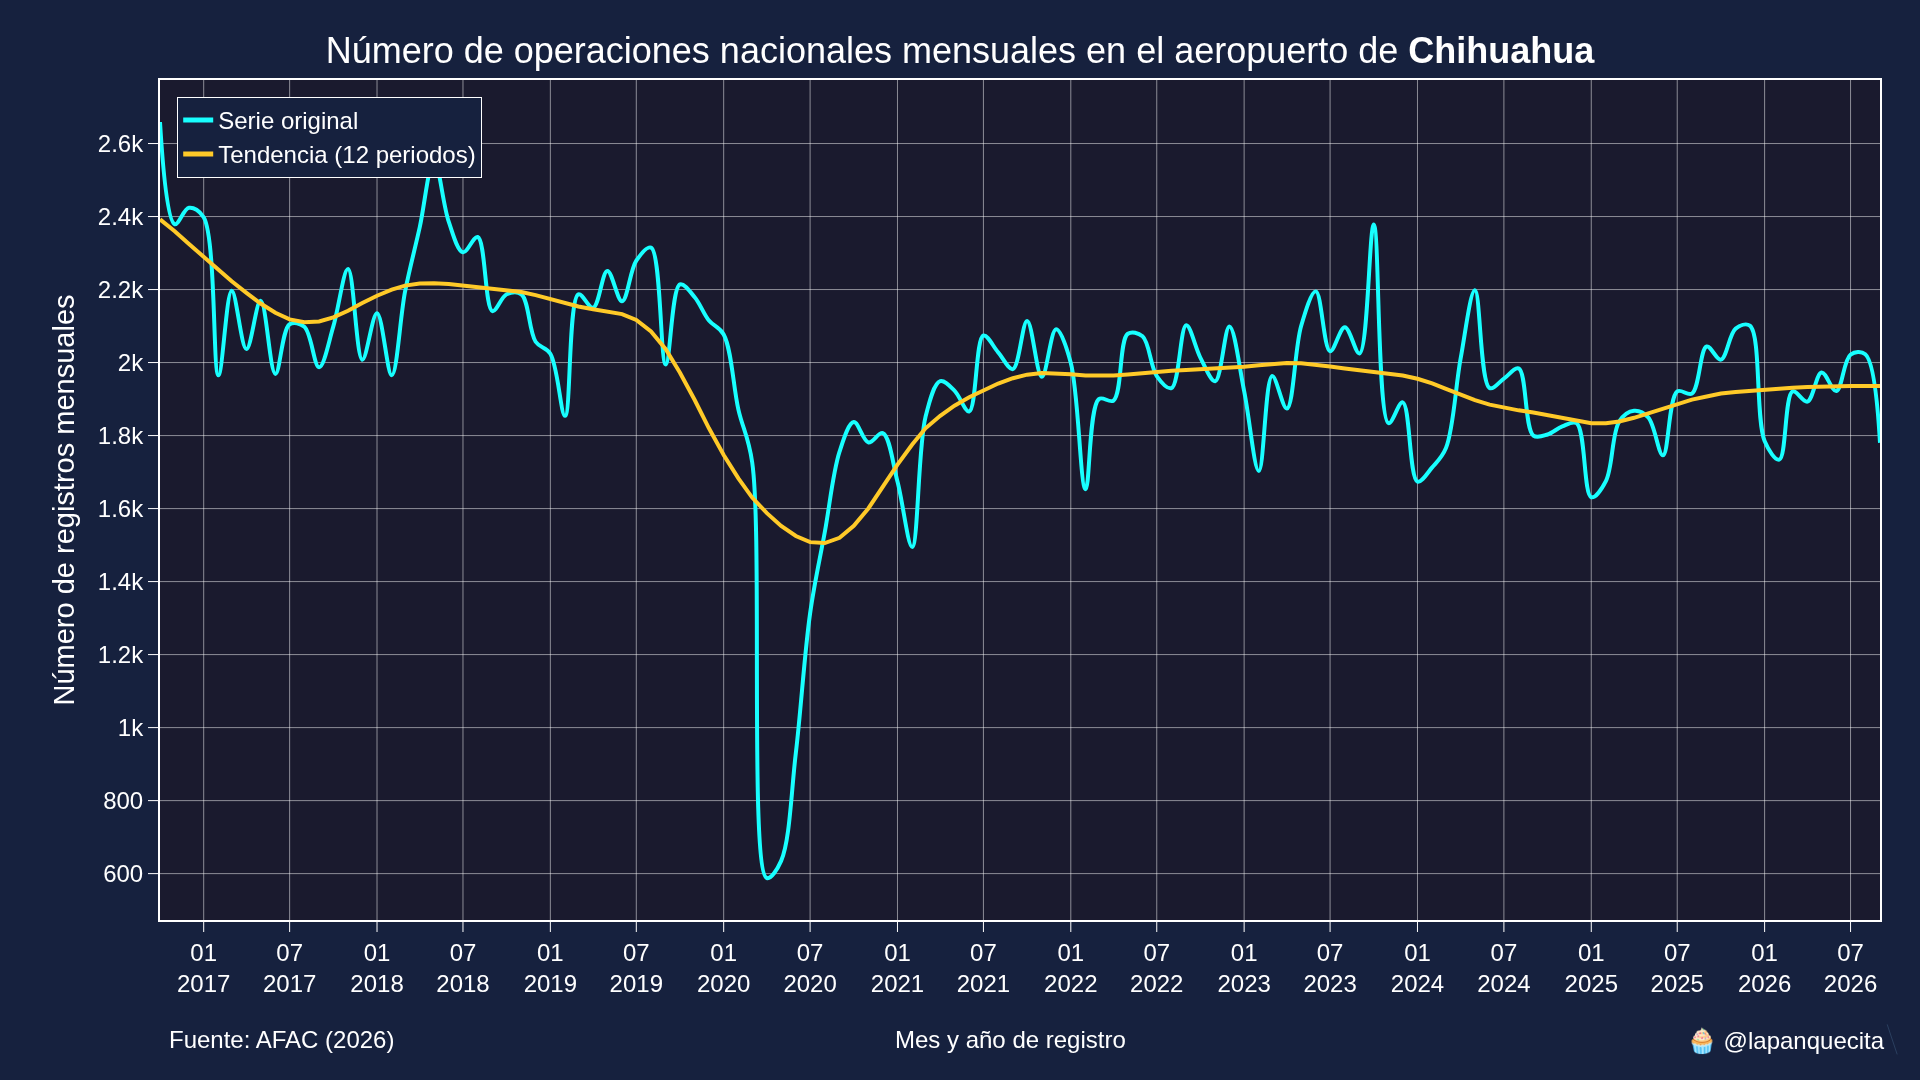 Número de operaciones nacionales mensuales en el aeropuerto de Chihuahua
Serie original
Tendencia (12 periodos)
Número de registros mensuales
2.6k
2.4k
2.2k
2k
1.8k
1.6k
1.4k
1.2k
1k
800
600
01 07 01 07 01 07 01 07 01 07 01 07 01 07 01 07 01 07 01 07
2017 2017 2018 2018 2019 2019 2020 2020 2021 2021 2022 2022 2023 2023 2024 2024 2025 2025 2026 2026
Fuente: AFAC (2026)
Mes y año de registro
🧁 @lapanquecita